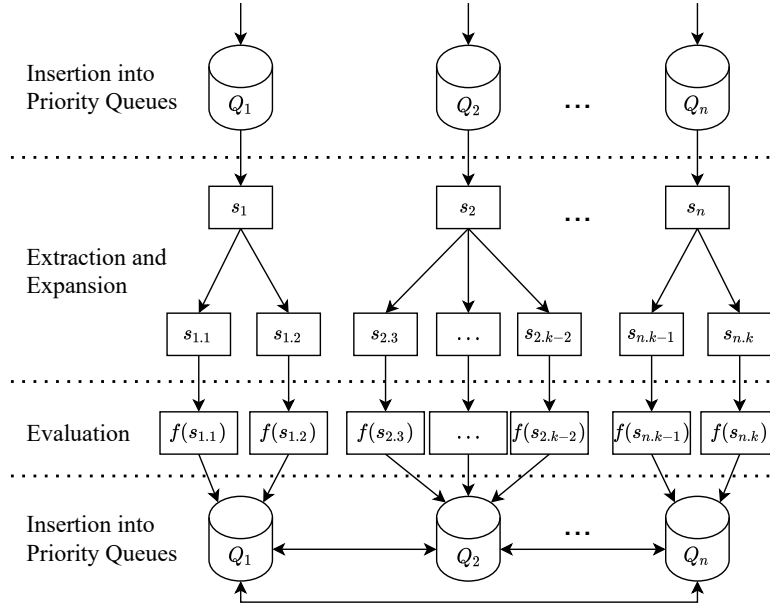 Insertion into
Priority Queues
Q₁ Q₂ ... Qₙ
s₁ s₂ ... sₙ
Extraction and
Expansion
s₁.₁ s₁.₂ s₂.₃ ... s₂.ₖ₋₂ sₙ.ₖ₋₁ sₙ.ₖ
Evaluation f(s₁.₁) f(s₁.₂) f(s₂.₃) ... f(s₂.ₖ₋₂) f(sₙ.ₖ₋₁) f(sₙ.ₖ)
Insertion into
Priority Queues
Q₁ Q₂ ... Qₙ